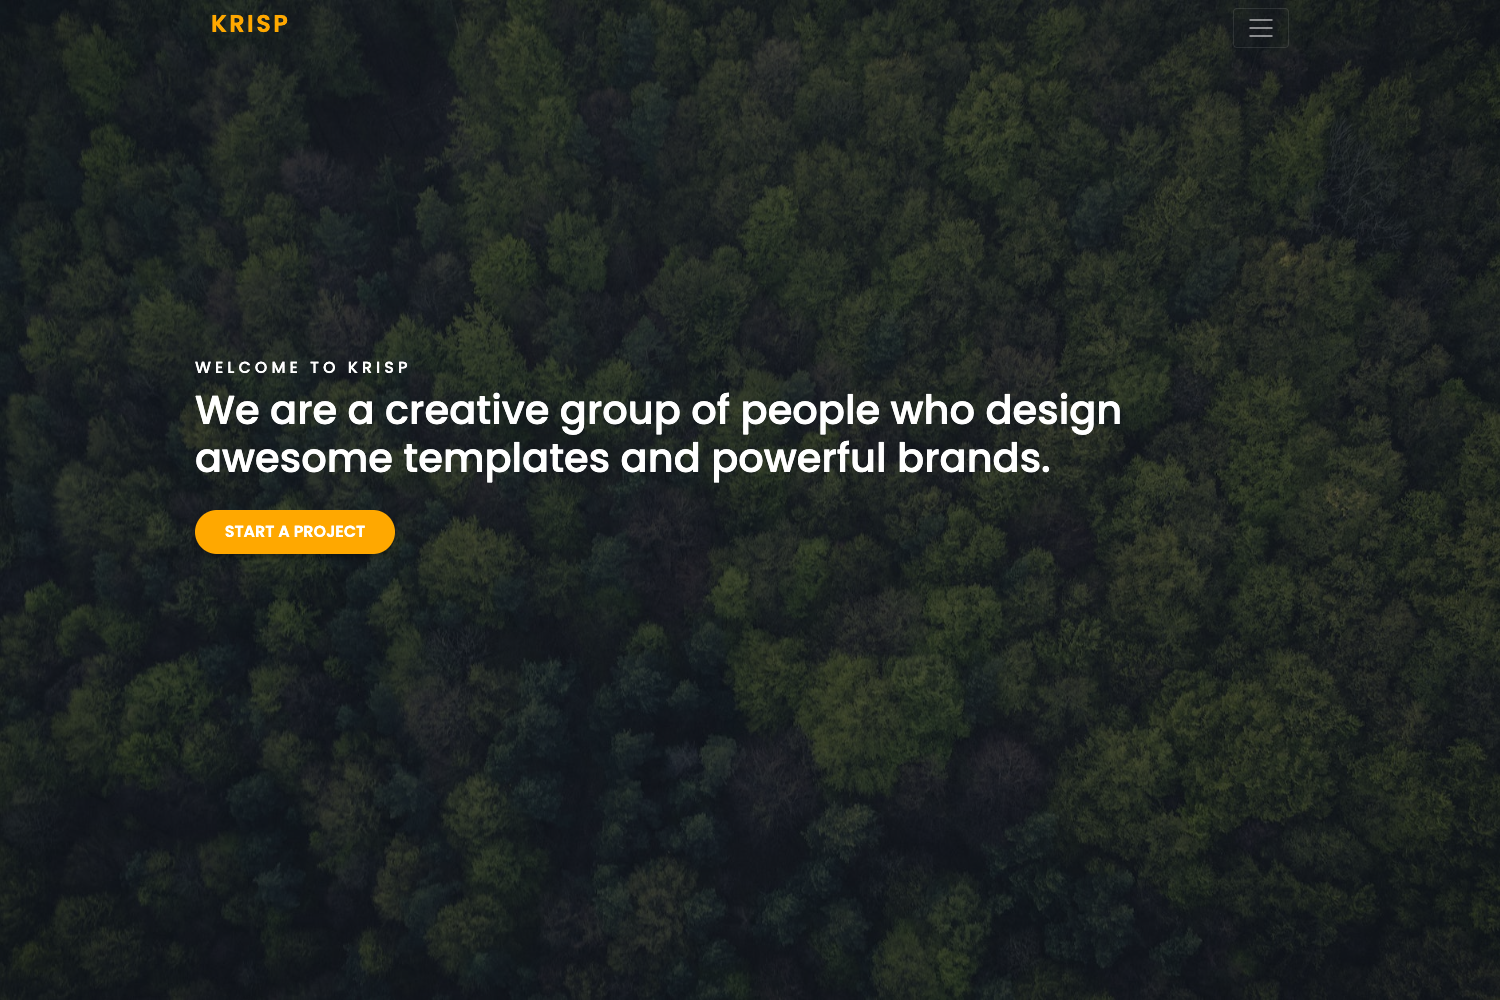 KRISP
WELCOME TO KRISP
We are a creative group of people who design
awesome templates and powerful brands.
START A PROJECT